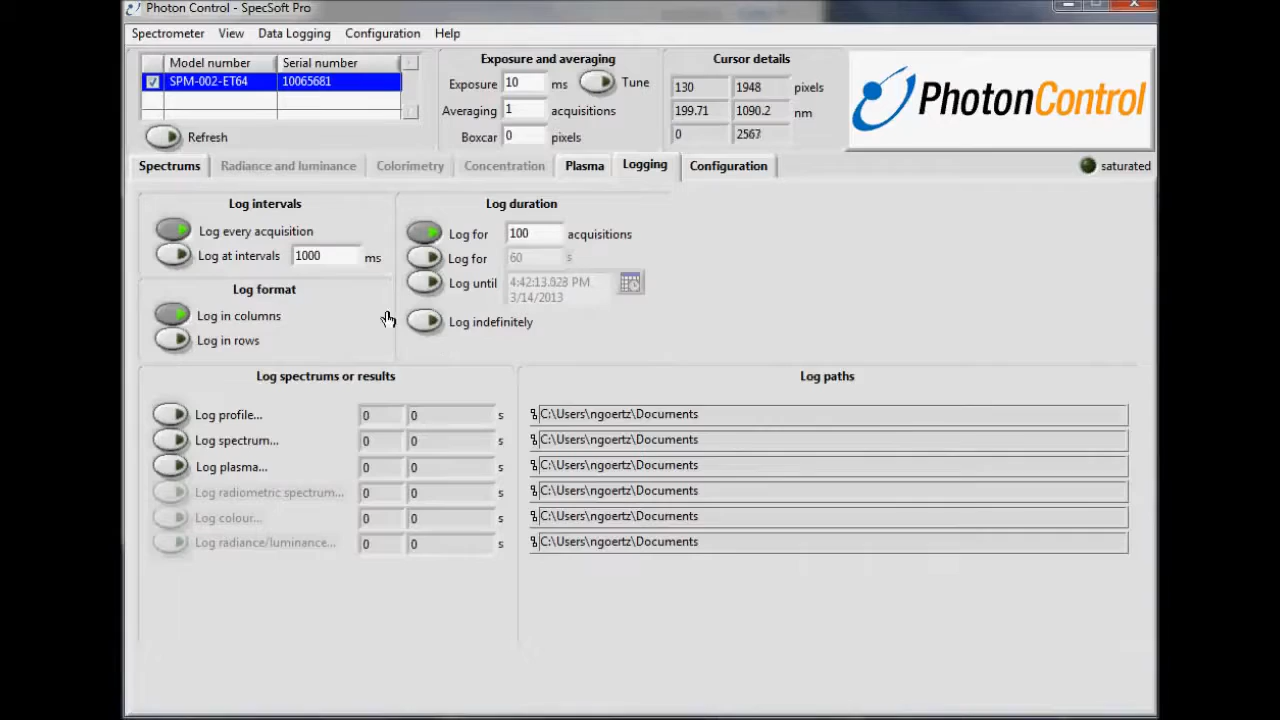 Photon Control - SpecSoft Pro
Spectrometer View Data Logging Configuration Help
Model number Serial number
SPM-002-ET64 10065681
Refresh
Exposure and averaging
Exposure 10 ms Tune
Averaging 1 acquisitions
Boxcar 0 pixels
Cursor details
130 1948 pixels
199.71 1090.2 nm
0 2567
PhotonControl
Spectrums Radiance and luminance Colorimetry Concentration Plasma Logging Configuration saturated
Log intervals
Log every acquisition
Log at intervals 1000 ms
Log format
Log in columns
Log in rows
Log duration
Log for 100 acquisitions
Log for 60 s
Log until 4:42:13.828 PM
3/14/2013
Log indefinitely
Log spectrums or results
Log profile... 0 0 s
Log spectrum... 0 0 s
Log plasma... 0 0 s
Log radiometric spectrum... 0 0 s
Log colour... 0 0 s
Log radiance/luminance... 0 0 s
Log paths
C:\Users\ngoertz\Documents
C:\Users\ngoertz\Documents
C:\Users\ngoertz\Documents
C:\Users\ngoertz\Documents
C:\Users\ngoertz\Documents
C:\Users\ngoertz\Documents